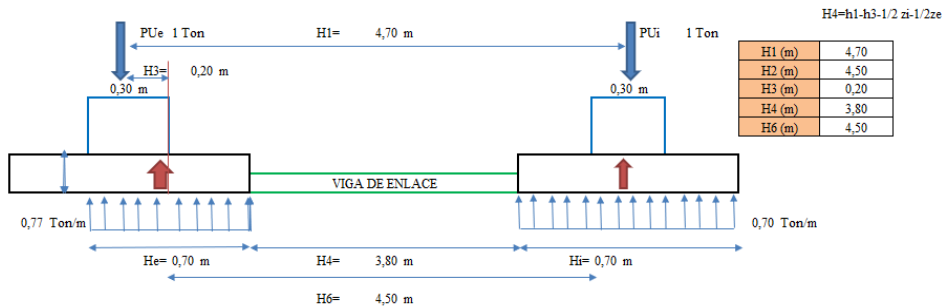 H4=h1-h3-1/2 zi-1/2ze
PUe 1 Ton H1= 4,70 m PUi 1 Ton
H3= 0,20 m
0,30 m 0,30 m
H1 (m) 4,70
H2 (m) 4,50
H3 (m) 0,20
H4 (m) 3,80
H6 (m) 4,50
VIGA DE ENLACE
0,77 Ton/m 0,70 Ton/m
He= 0,70 m H4= 3,80 m Hi= 0,70 m
H6= 4,50 m